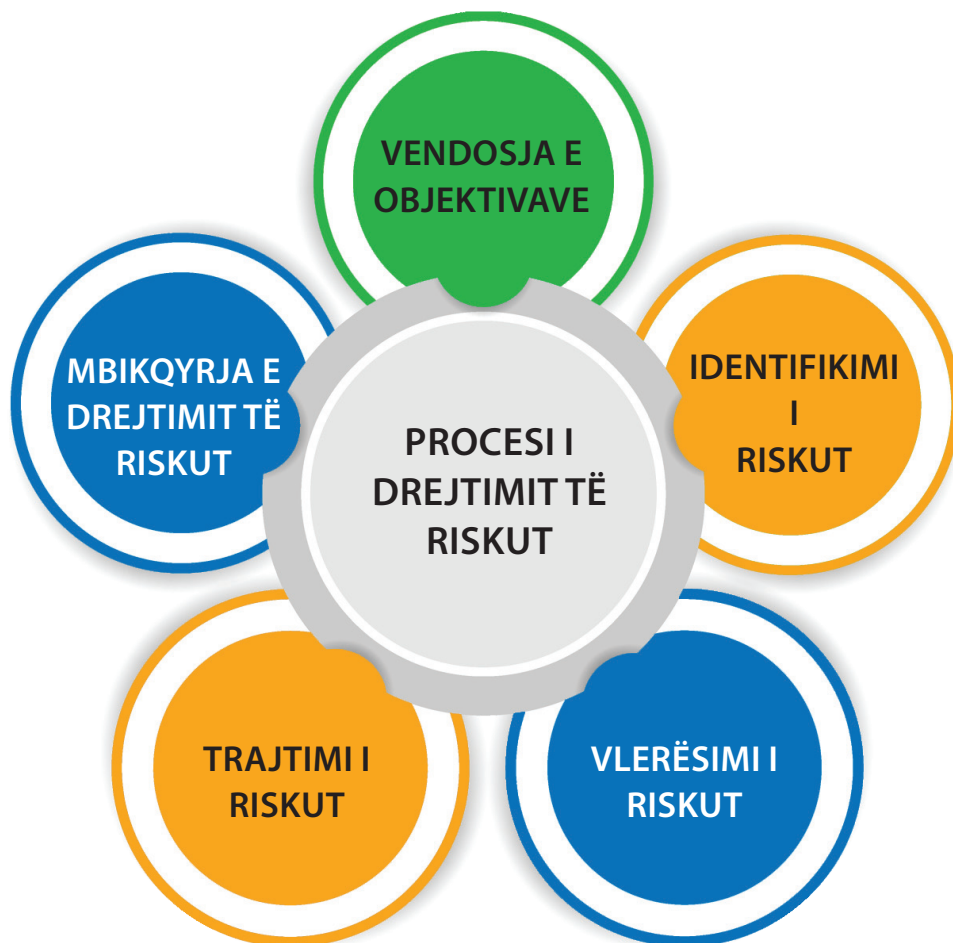 VENDOSJA E
OBJEKTIVAVE
IDENTIFIKIMI
I
RISKUT
VLERËSIMI I
RISKUT
TRAJTIMI I
RISKUT
MBIKQYRJA E
DREJTIMIT TË
RISKUT
PROCESI I
DREJTIMIT TË
RISKUT